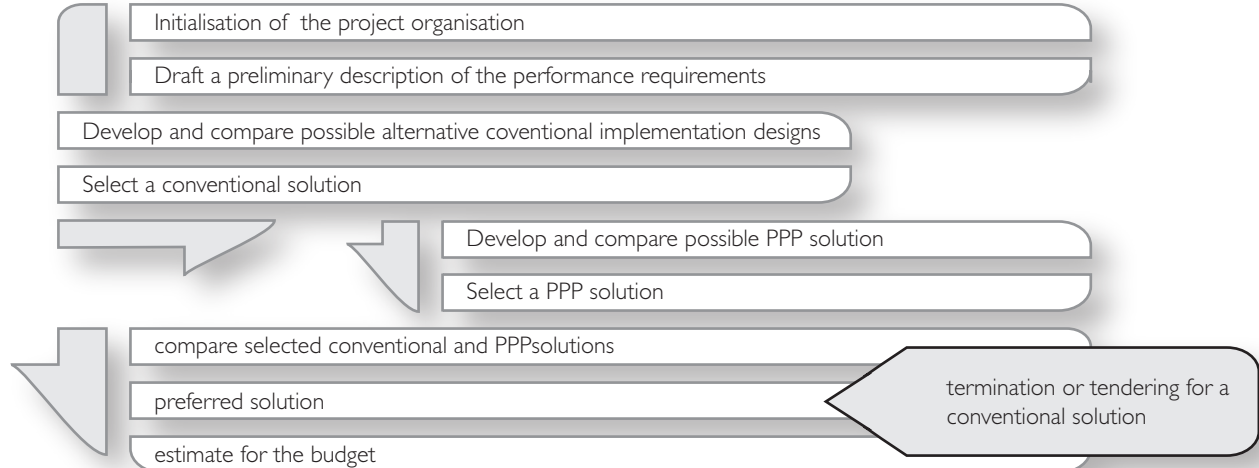 Initialisation of the project organisation
Draft a preliminary description of the performance requirements
Develop and compare possible alternative coventional implementation designs
Select a conventional solution
Develop and compare possible PPP solution
Select a PPP solution
compare selected conventional and PPPsolutions
preferred solution
termination or tendering for a
conventional solution
estimate for the budget